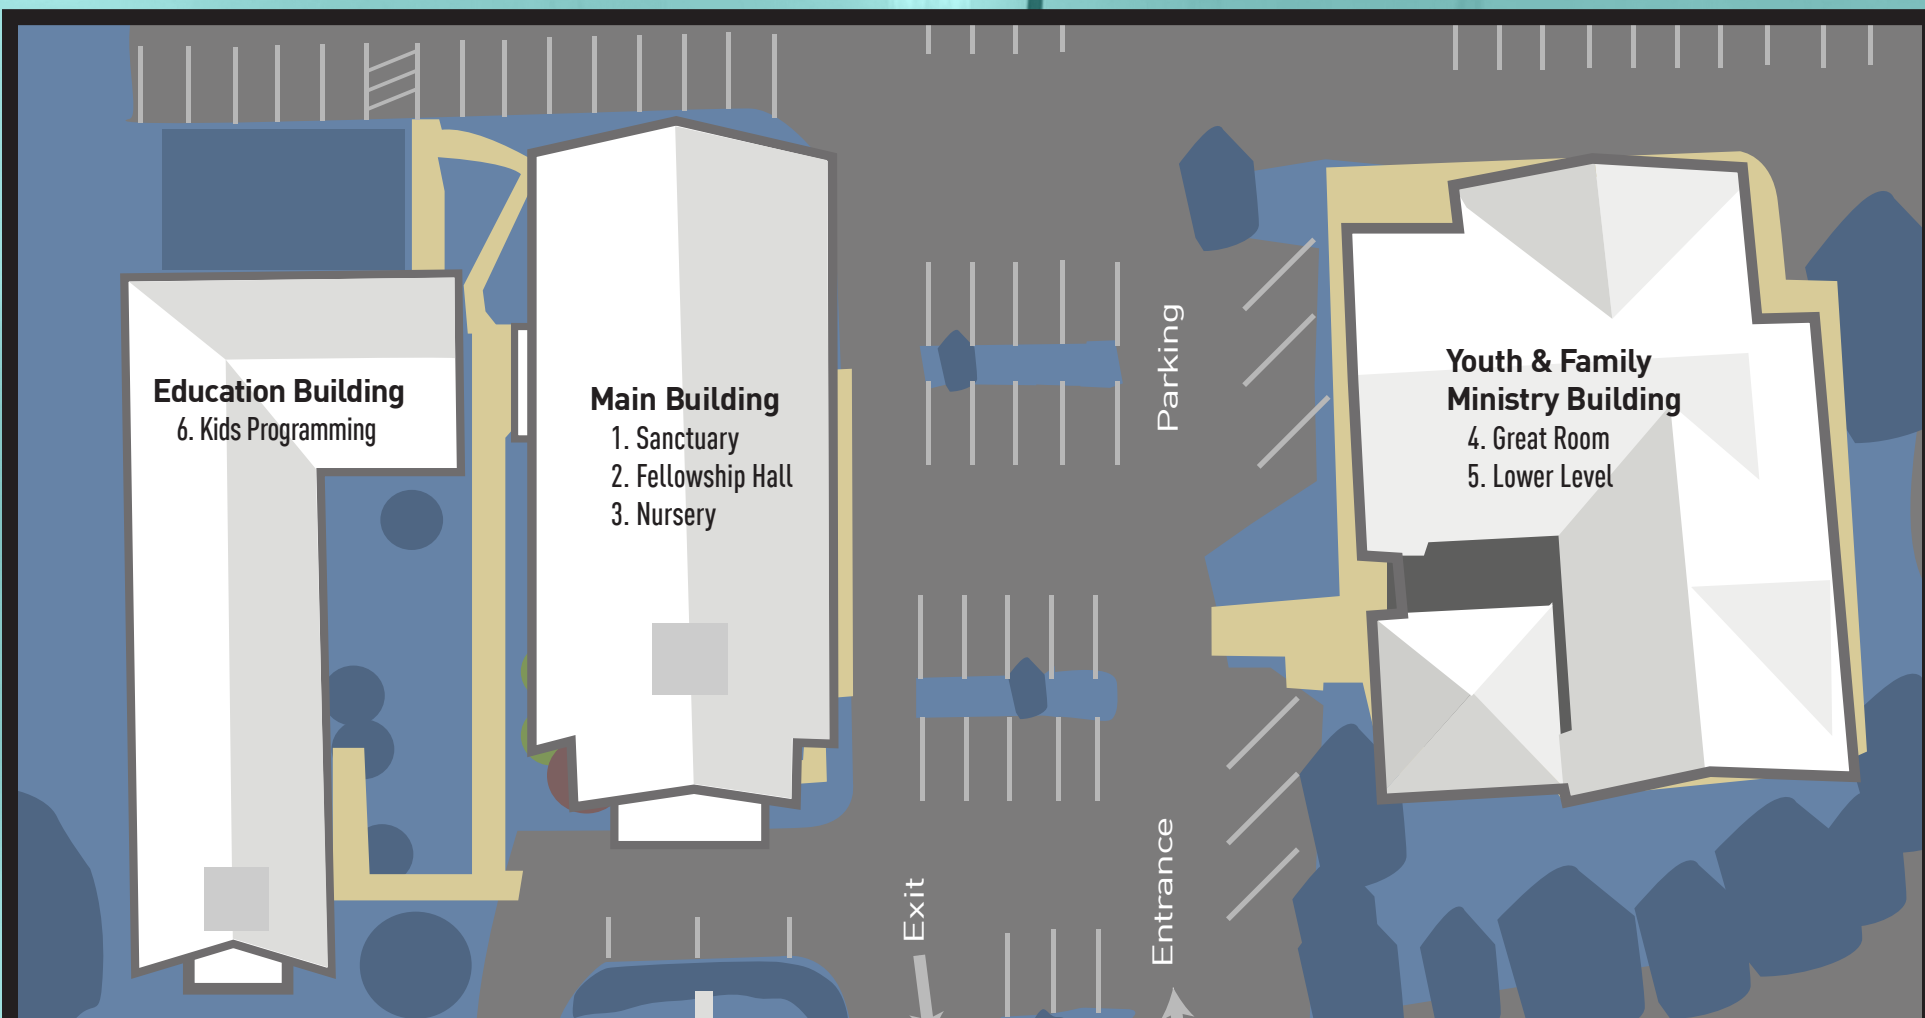 Education Building
6. Kids Programming
Main Building
1. Sanctuary
2. Fellowship Hall
3. Nursery
Parking
Youth & Family
Ministry Building
4. Great Room
5. Lower Level
Exit
Entrance